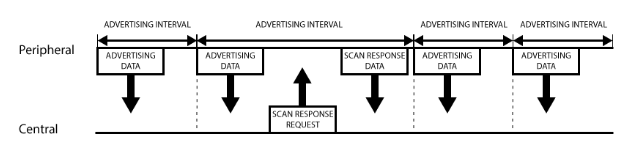 ADVERTISING INTERVAL ADVERTISING INTERVAL ADVERTISING INTERVAL ADVERTISING INTERVAL
Peripheral
ADVERTISING
DATA
ADVERTISING
DATA
SCAN RESPONSE
DATA
ADVERTISING
DATA
ADVERTISING
DATA
SCAN RESPONSE
REQUEST
Central